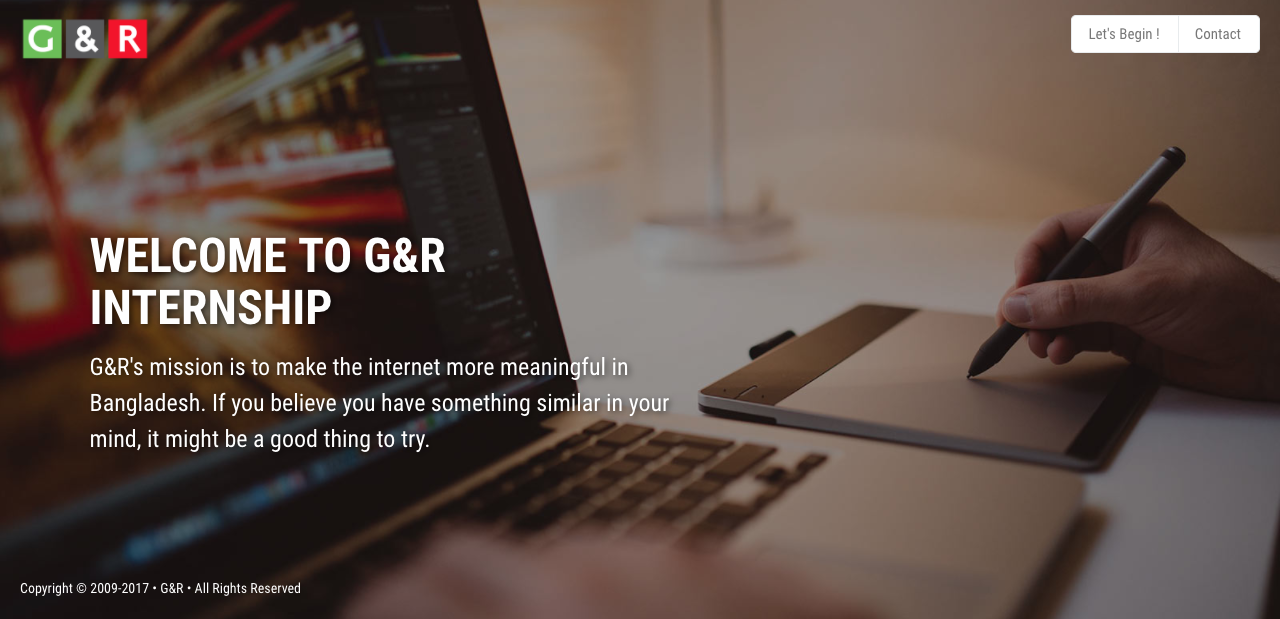 G & R
Let's Begin !
Contact
WELCOME TO G&R
INTERNSHIP
G&R's mission is to make the internet more meaningful in
Bangladesh. If you believe you have something similar in your
mind, it might be a good thing to try.
Copyright © 2009-2017 • G&R • All Rights Reserved